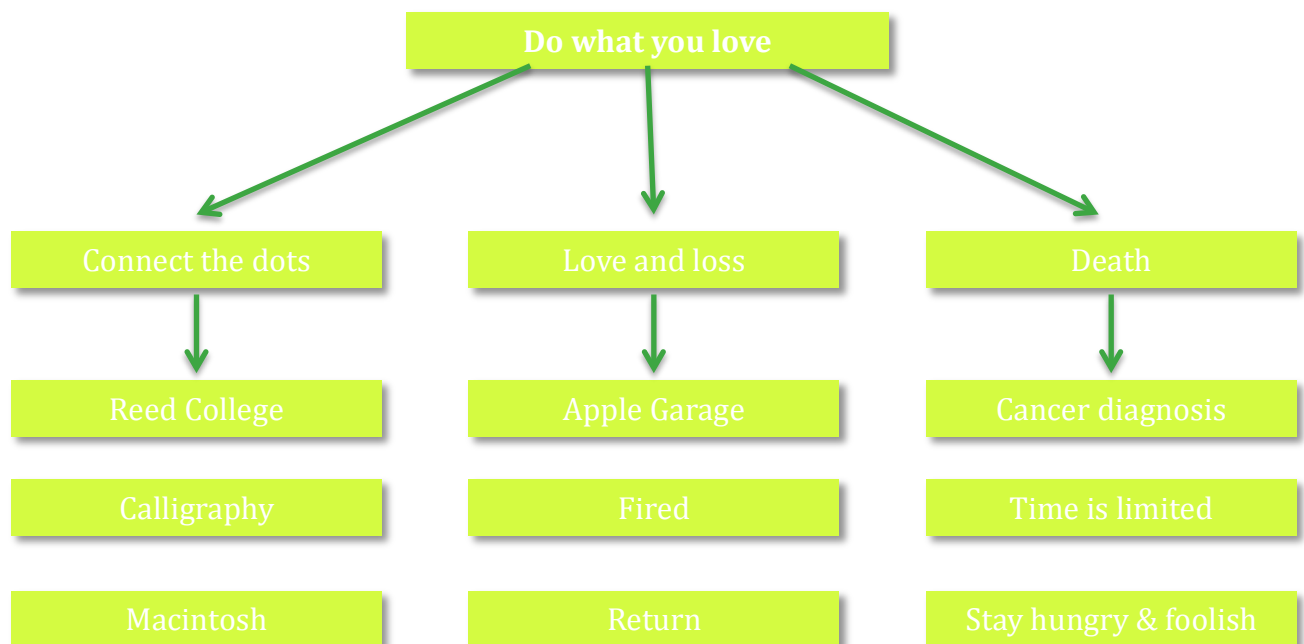 Do what you love
Connect the dots
Love and loss
Death
Reed College
Apple Garage
Cancer diagnosis
Calligraphy
Fired
Time is limited
Macintosh
Return
Stay hungry & foolish